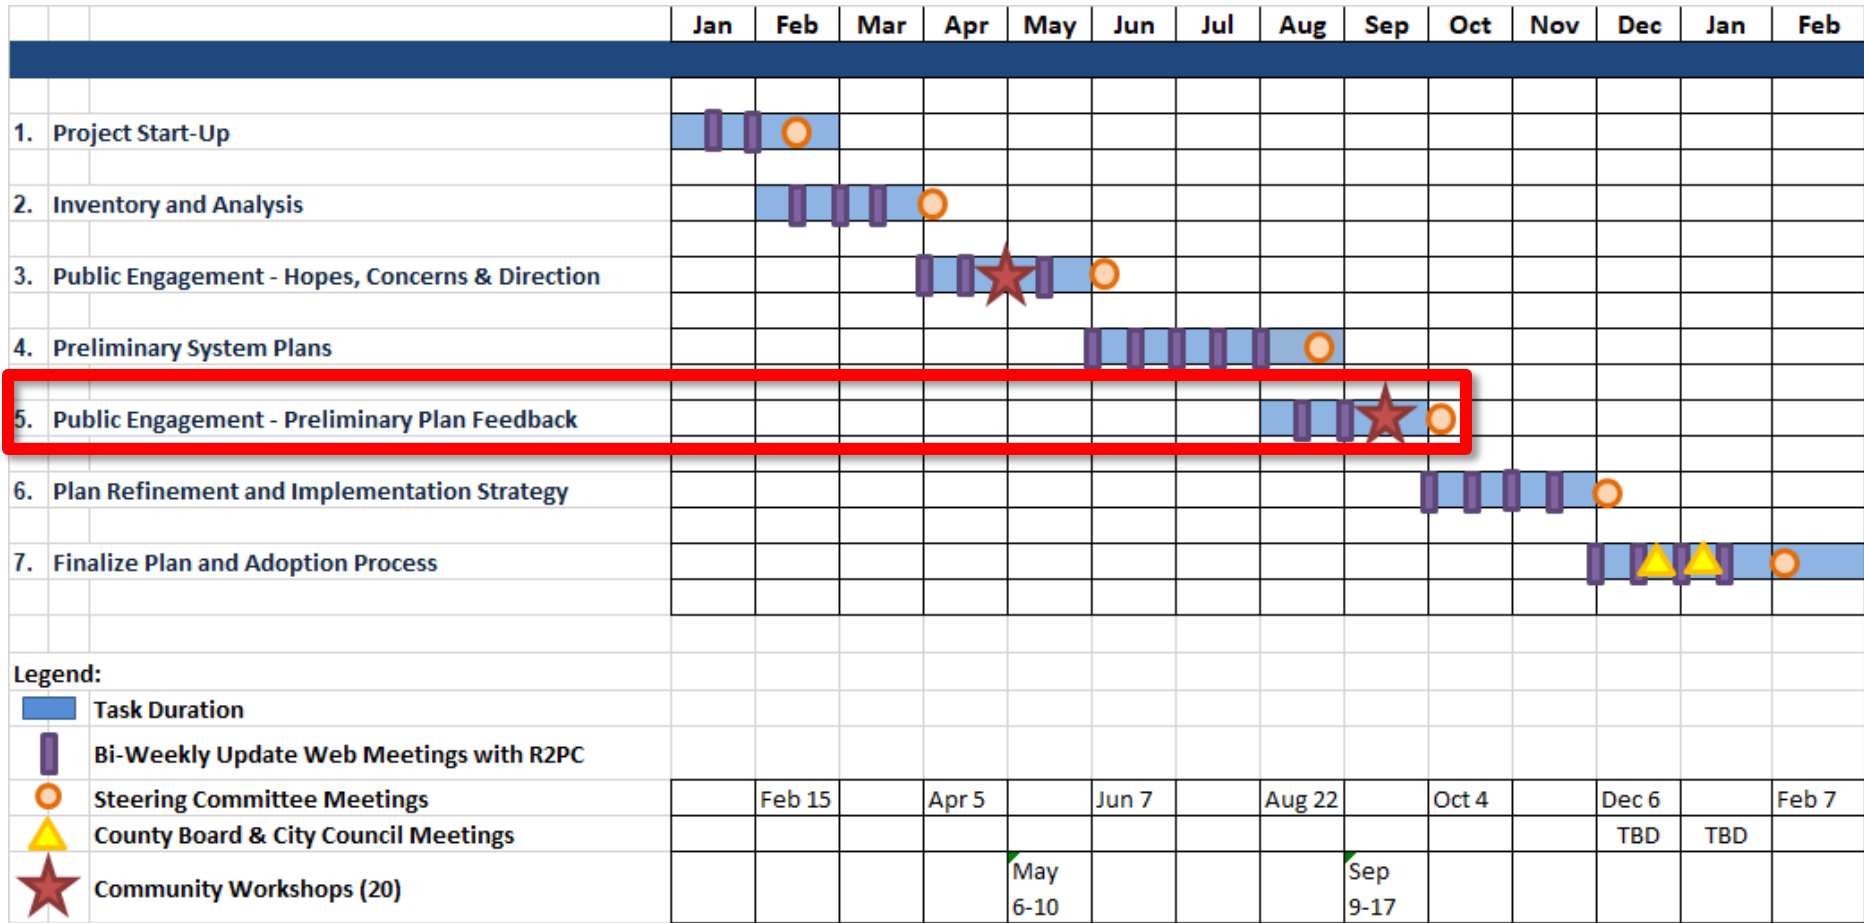 Jan Feb Mar Apr May Jun Jul Aug Sep Oct Nov Dec Jan Feb
1. Project Start-Up
2. Inventory and Analysis
3. Public Engagement - Hopes, Concerns & Direction
4. Preliminary System Plans
5. Public Engagement - Preliminary Plan Feedback
6. Plan Refinement and Implementation Strategy
7. Finalize Plan and Adoption Process
Legend:
Task Duration
Bi-Weekly Update Web Meetings with R2PC
Steering Committee Meetings Feb 15 Apr 5 Jun 7 Aug 22 Oct 4 Dec 6 Feb 7
County Board & City Council Meetings TBD TBD
Community Workshops (20)
May
6-10
Sep
9-17